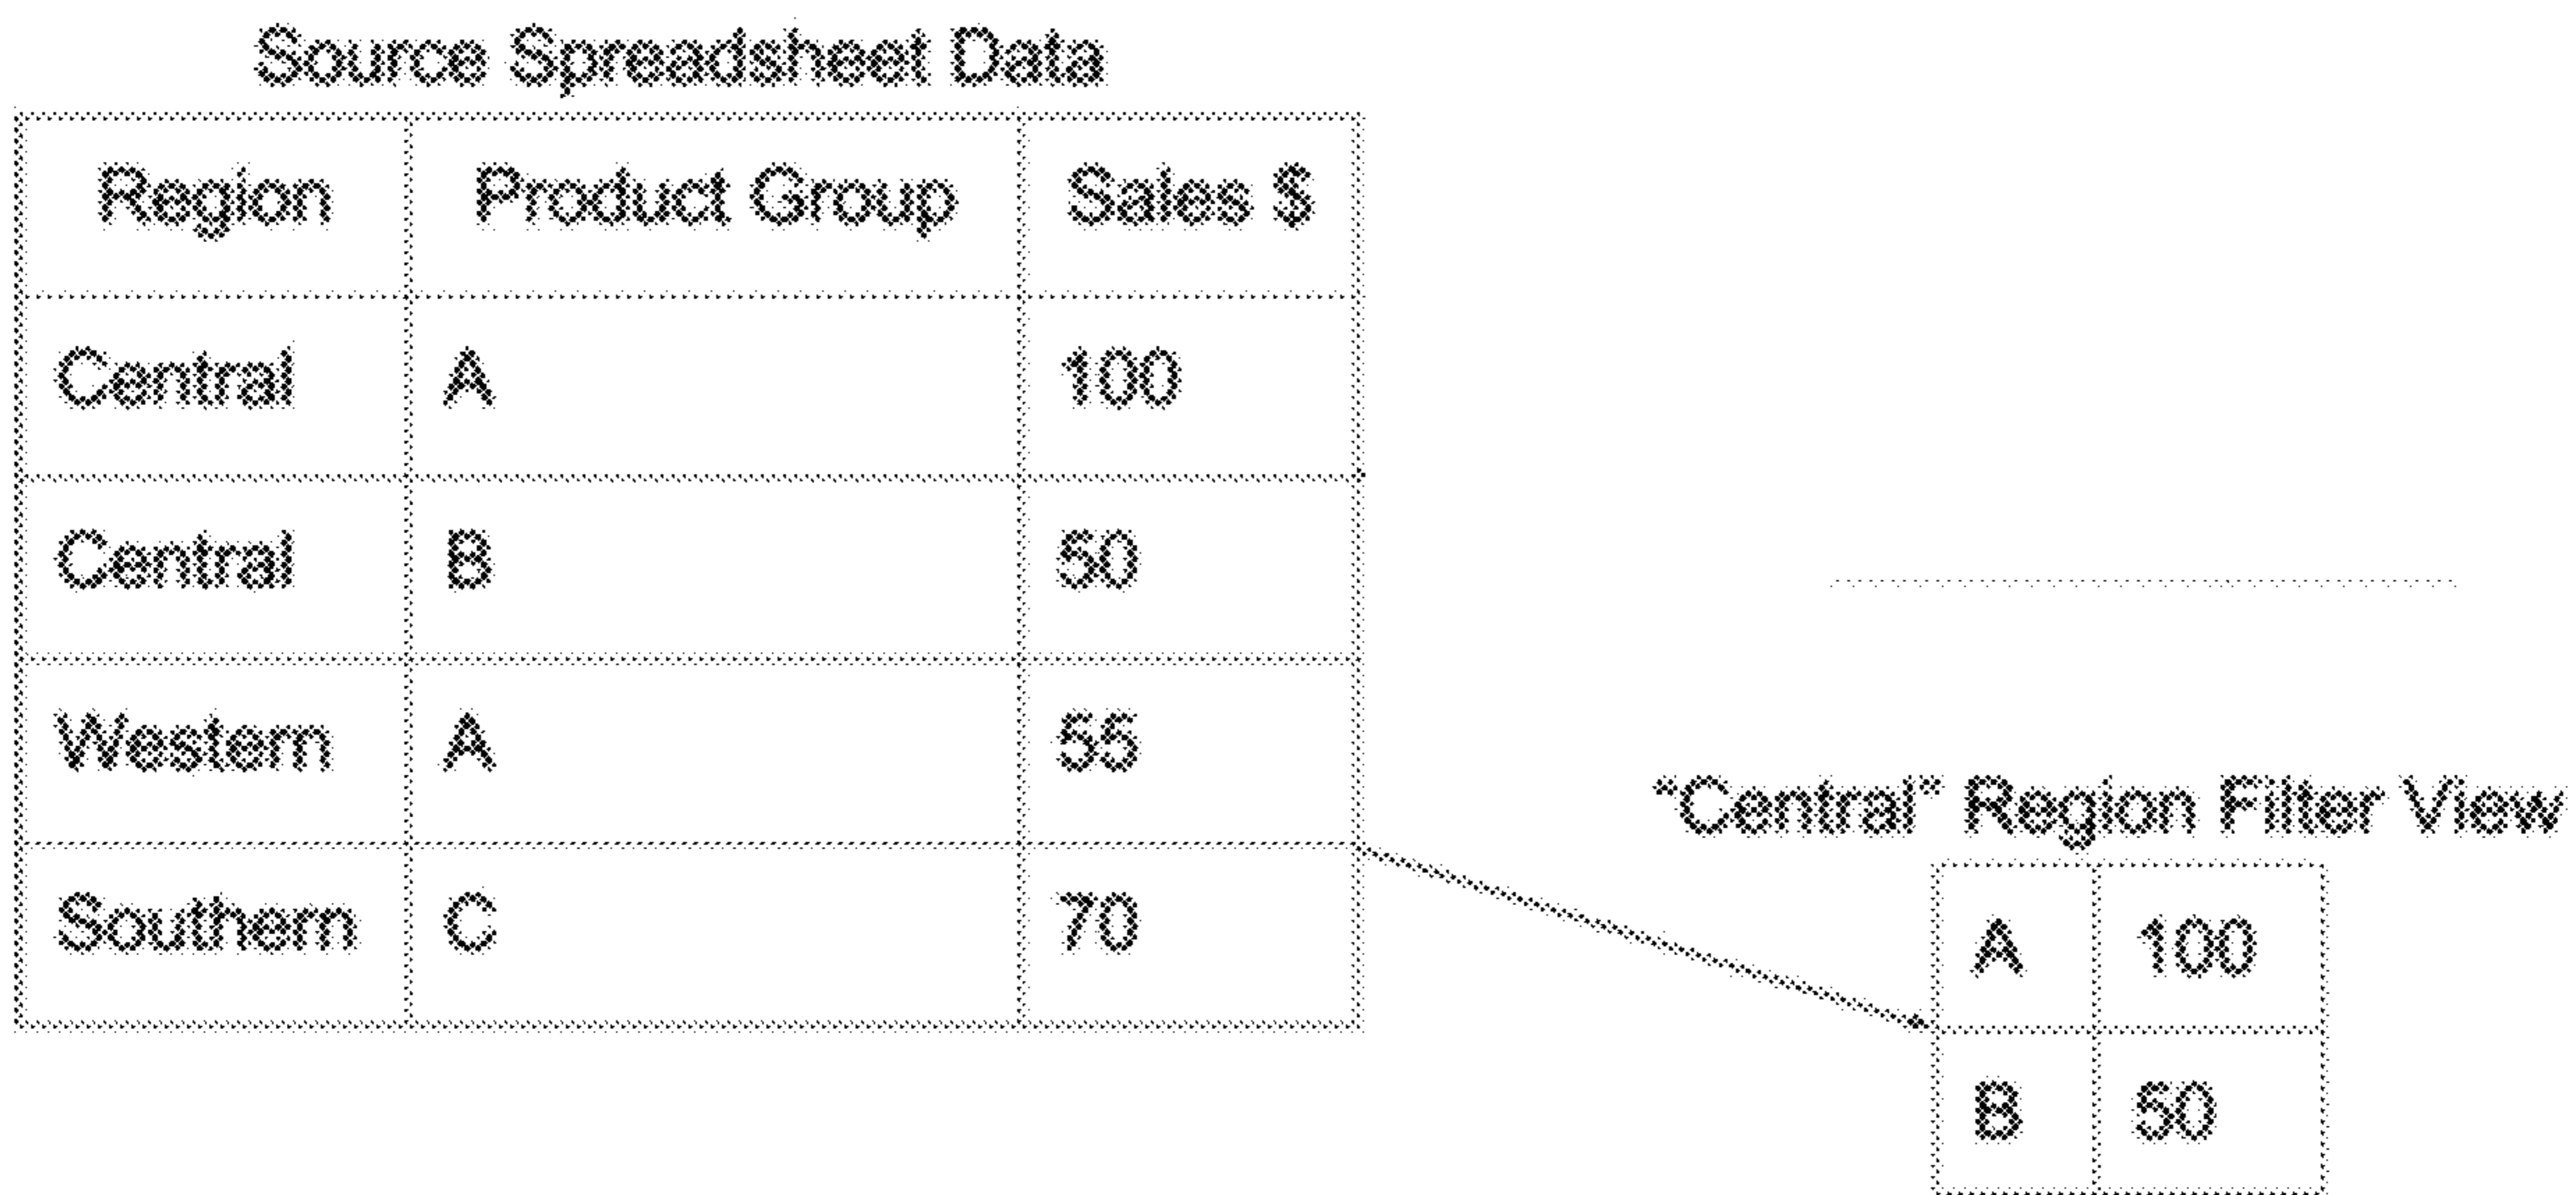 Source Spreadsheet Data
Region Product Group Sales $
Central A 100
Central B 50
Western A 55
Southern C 70
“Central” Region Filter View
A 100
B 50